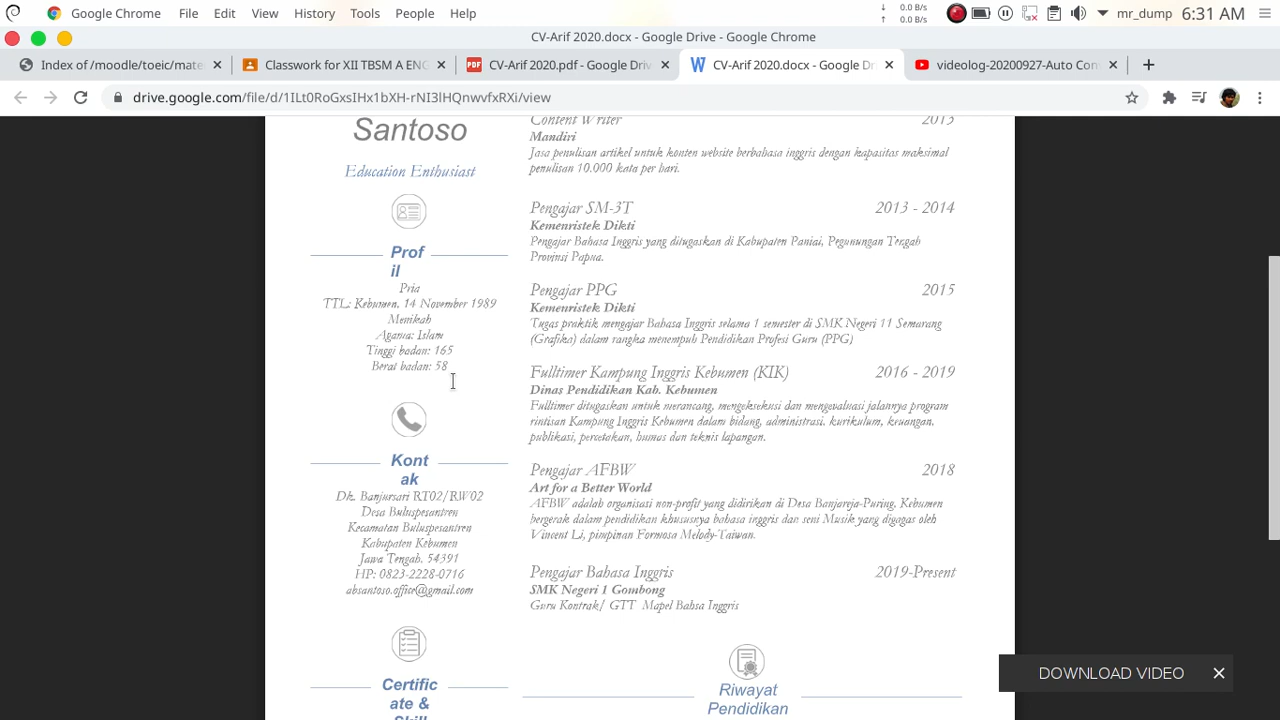 Google Chrome File Edit View History Tools People Help
0.0 B/s
0.0 B/s
mr_dump 6:31 AM
CV-Arif 2020.docx - Google Drive - Google Chrome
Index of /moodle/toeic/mate
Classwork for XII TBSM A ENG
CV-Arif 2020.pdf - Google Driv
CV-Arif 2020.docx - Google Dr
videolog-20200927-Auto Com
drive.google.com/file/d/1ILt0RoGxsIHx1bXH-rNI3lHQnwvfxRXi/view
Santoso
Education Enthusiast
Prof
il
Pria
TTL: Kebumen, 14 November 1989
Menikah
Agama: Islam
Tinggi badan: 165
Berat badan: 58
Kont
ak
Dk. Banjursari RT02/RW02
Desa Buluspesantren
Kecamatan Buluspesantren
Kabupaten Kebumen
Jawa Tengah. 54391
HP: 0823-2228-0716
absantoso.office@gmail.com
Certific
ate &
Skill
Content Writer 2013
Mandiri
Jasa penulisan artikel untuk konten website berbahasa inggris dengan kapasitas maksimal
penulisan 10.000 kata per hari.
Pengajar SM-3T 2013 - 2014
Kemenristek Dikti
Pengajar Bahasa Inggris yang ditugaskan di Kabupaten Paniai, Pegunungan Tengah
Provinsi Papua.
Pengajar PPG 2015
Kemenristek Dikti
Tugas praktik mengajar Bahasa Inggris selama 1 semester di SMK Negeri 11 Semarang
(Grafika) dalam rangka menempuh Pendidikan Profesi Guru (PPG)
Fulltimer Kampung Inggris Kebumen (KIK) 2016 - 2019
Dinas Pendidikan Kab. Kebumen
Fulltimer ditugaskan untuk merancang, mengeksekusi dan mengevaluasi jalannya program
rintisan Kampung Inggris Kebumen dalam bidang, administrasi, kurikulum, keuangan,
publikasi, percetakan, humas dan teknis lapangan.
Pengajar AFBW 2018
Art for a Better World
AFBW adalah organisasi non-profit yang didirikan di Desa Banjareja-Puring, Kebumen
bergerak dalam pendidikan khususnya bahasa inggris dan seni Musik yang digagas oleh
Vincent Li, pimpinan Formosa Melody-Taiwan.
Pengajar Bahasa Inggris 2019-Present
SMK Negeri 1 Gombong
Guru Kontrak/ GTT Mapel Bahsa Inggris
Riwayat
Pendidikan
DOWNLOAD VIDEO